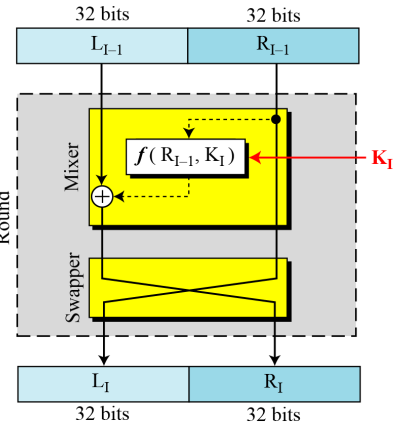 32 bits 32 bits
L_{I–1} R_{I–1}
Round
Mixer
f ( R_{I–1}, K_I )
K_I
Swapper
L_I R_I
32 bits 32 bits